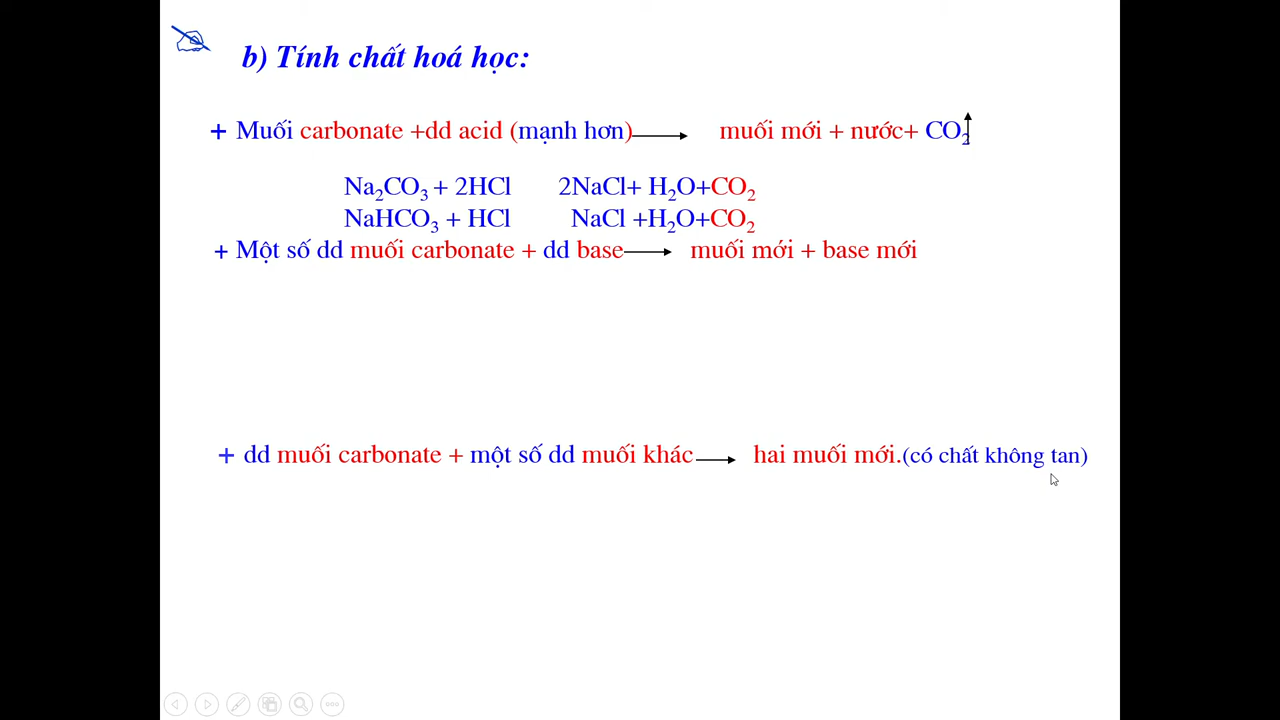 b) Tính chất hoá học:
+ Muối carbonate +dd acid (mạnh hơn) → muối mới + nước+ CO₂↑
Na₂CO₃ + 2HCl 2NaCl+ H₂O+CO₂
NaHCO₃ + HCl NaCl +H₂O+CO₂
+ Một số dd muối carbonate + dd base → muối mới + base mới
+ dd muối carbonate + một số dd muối khác → hai muối mới.(có chất không tan)